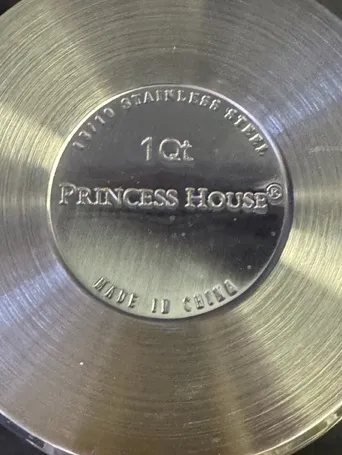 18/10 STAINLESS STEEL
1Qt
PRINCESS HOUSE®
MADE IN CHINA